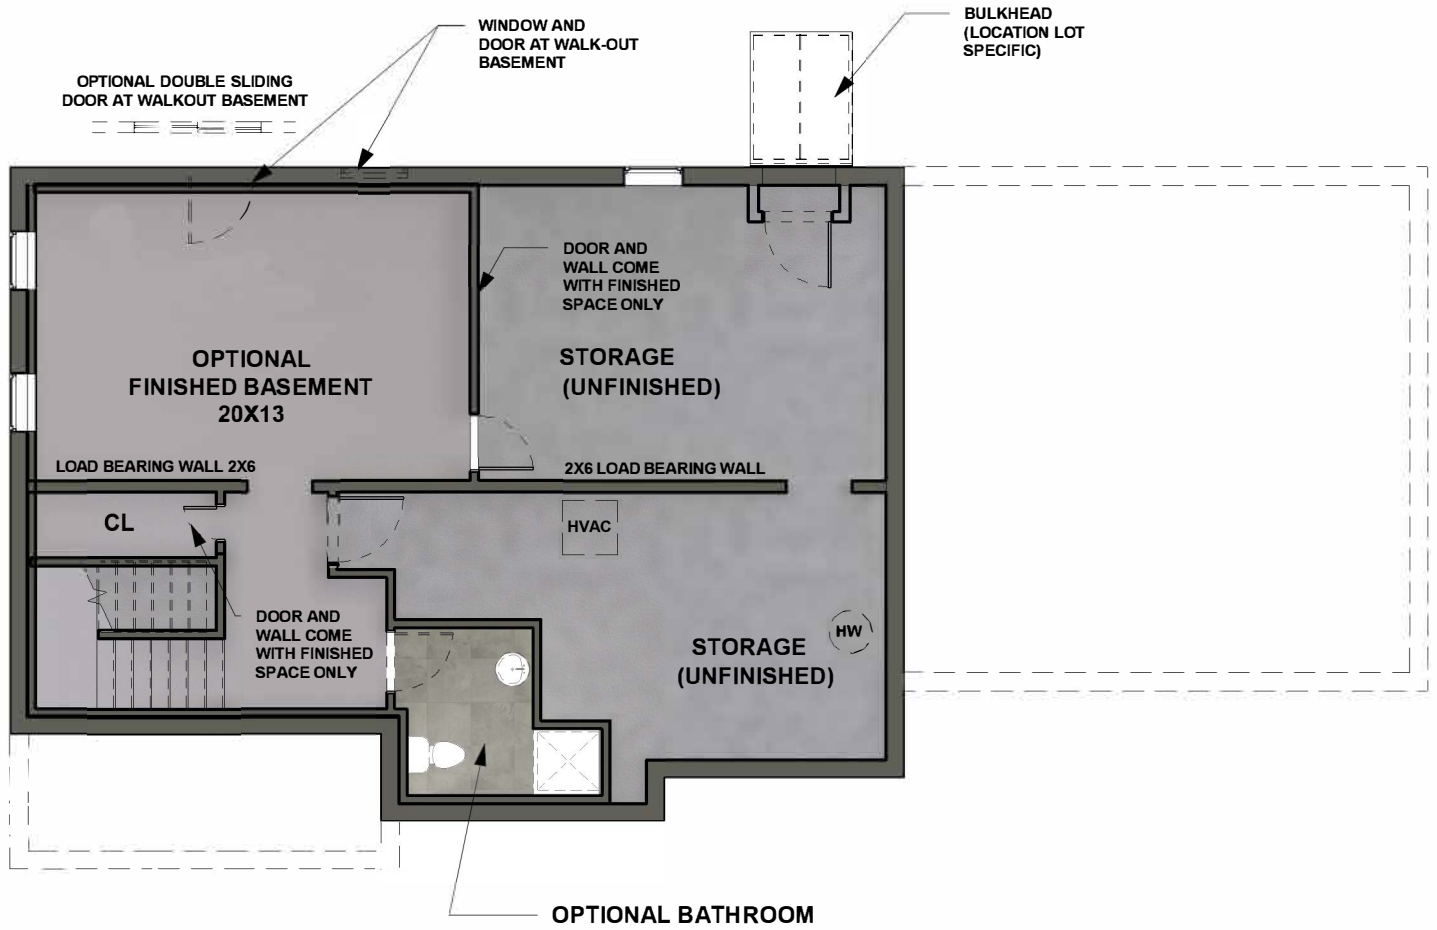 WINDOW AND
DOOR AT WALK-OUT
BASEMENT
BULKHEAD
(LOCATION LOT
SPECIFIC)
OPTIONAL DOUBLE SLIDING
DOOR AT WALKOUT BASEMENT
DOOR AND
WALL COME
WITH FINISHED
SPACE ONLY
OPTIONAL
FINISHED BASEMENT
20X13
STORAGE
(UNFINISHED)
LOAD BEARING WALL 2X6
2X6 LOAD BEARING WALL
CL
HVAC
DOOR AND
WALL COME
WITH FINISHED
SPACE ONLY
STORAGE
(UNFINISHED)
HW
OPTIONAL BATHROOM